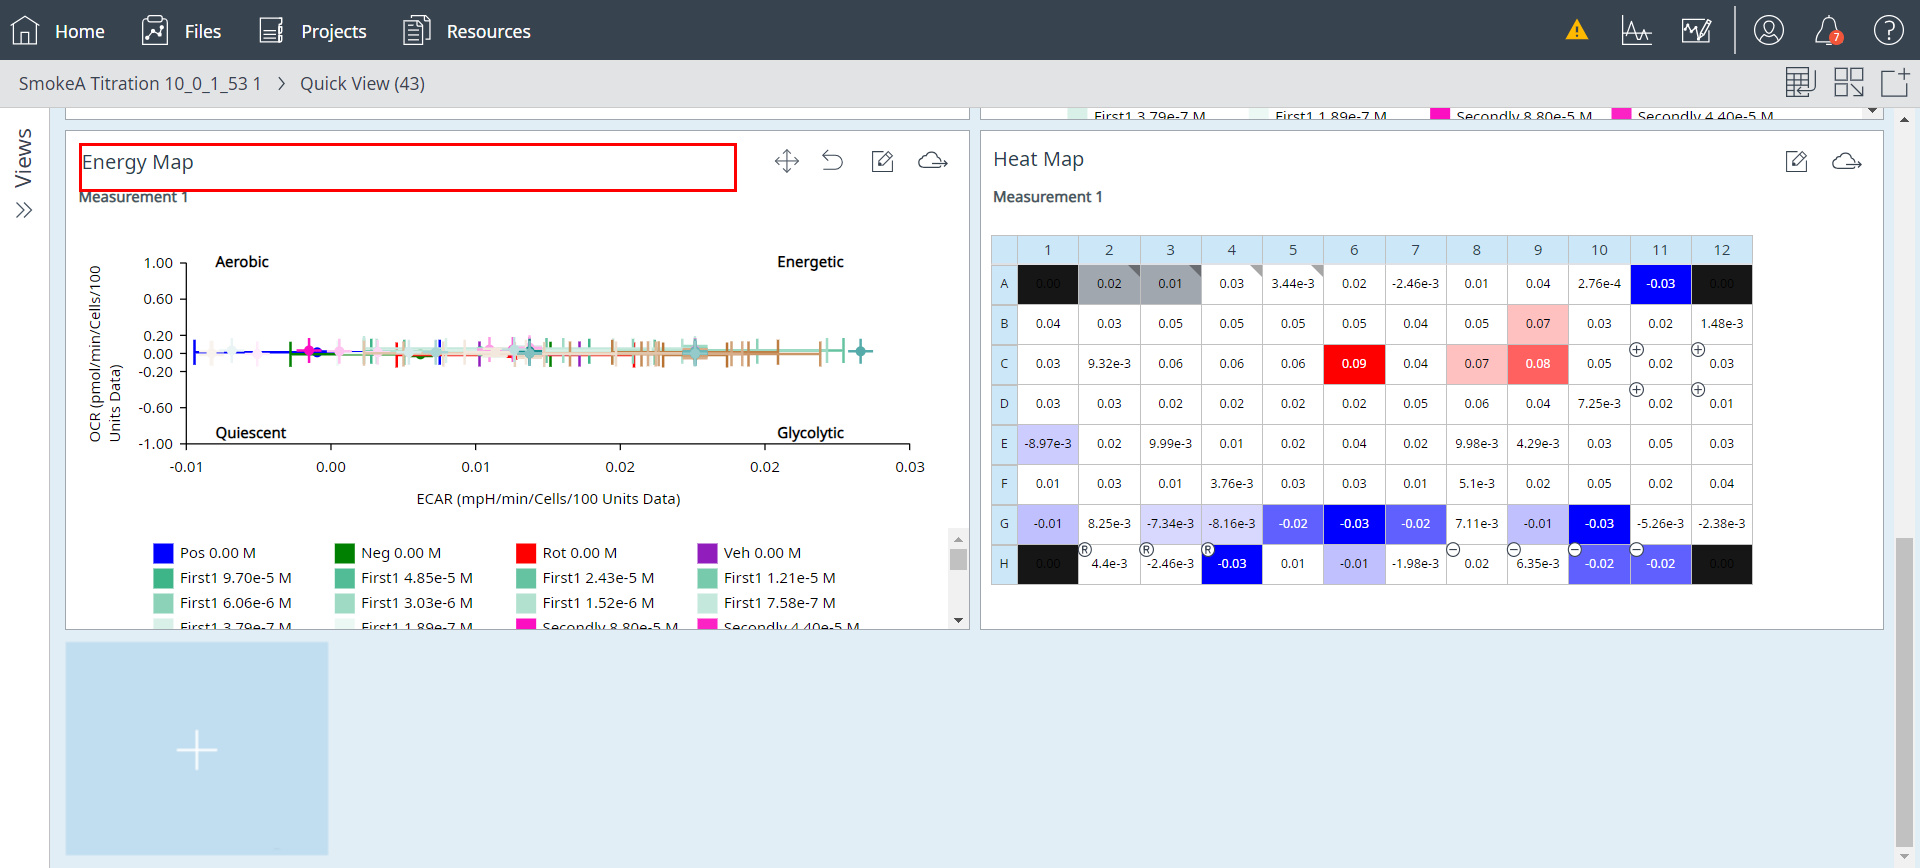 Home Files Projects Resources
7
SmokeA Titration 10_0_1_53 1 > Quick View (43)
Views
First1 3.79e-7 M First1 1.89e-7 M Secondly 8.80e-5 M Secondly 4.40e-5 M
Energy Map
Measurement 1
OCR (pmol/min/Cells/100
Units Data)
1.00
0.60
0.20
0.00
-0.20
-0.60
-1.00
Aerobic Energetic
Quiescent Glycolytic
-0.01 0.00 0.01 0.02 0.02 0.03
ECAR (mpH/min/Cells/100 Units Data)
Pos 0.00 M Neg 0.00 M Rot 0.00 M Veh 0.00 M
First1 9.70e-5 M First1 4.85e-5 M First1 2.43e-5 M First1 1.21e-5 M
First1 6.06e-6 M First1 3.03e-6 M First1 1.52e-6 M First1 7.58e-7 M
First1 3.79e-7 M First1 1.89e-7 M Secondly 8.80e-5 M Secondly 4.40e-5 M
Heat Map
Measurement 1
1 2 3 4 5 6 7 8 9 10 11 12
A 0.00 0.02 0.01 0.03 3.44e-3 0.02 -2.46e-3 0.01 0.04 2.76e-4 -0.03 0.00
B 0.04 0.03 0.05 0.05 0.05 0.05 0.04 0.05 0.07 0.03 0.02 1.48e-3
C 0.03 9.32e-3 0.06 0.06 0.06 0.09 0.04 0.07 0.08 0.05 0.02 0.03
D 0.03 0.03 0.02 0.02 0.02 0.02 0.05 0.06 0.04 7.25e-3 0.02 0.01
E -8.97e-3 0.02 9.99e-3 0.01 0.02 0.04 0.02 9.98e-3 4.29e-3 0.03 0.05 0.03
F 0.01 0.03 0.01 3.76e-3 0.03 0.03 0.01 5.1e-3 0.02 0.05 0.02 0.04
G -0.01 8.25e-3 -7.34e-3 -8.16e-3 -0.02 -0.03 -0.02 7.11e-3 -0.01 -0.03 -5.26e-3 -2.38e-3
R R R
H 0.00 4.4e-3 -2.46e-3 -0.03 0.01 -0.01 -1.98e-3 0.02 6.35e-3 -0.02 -0.02 0.00